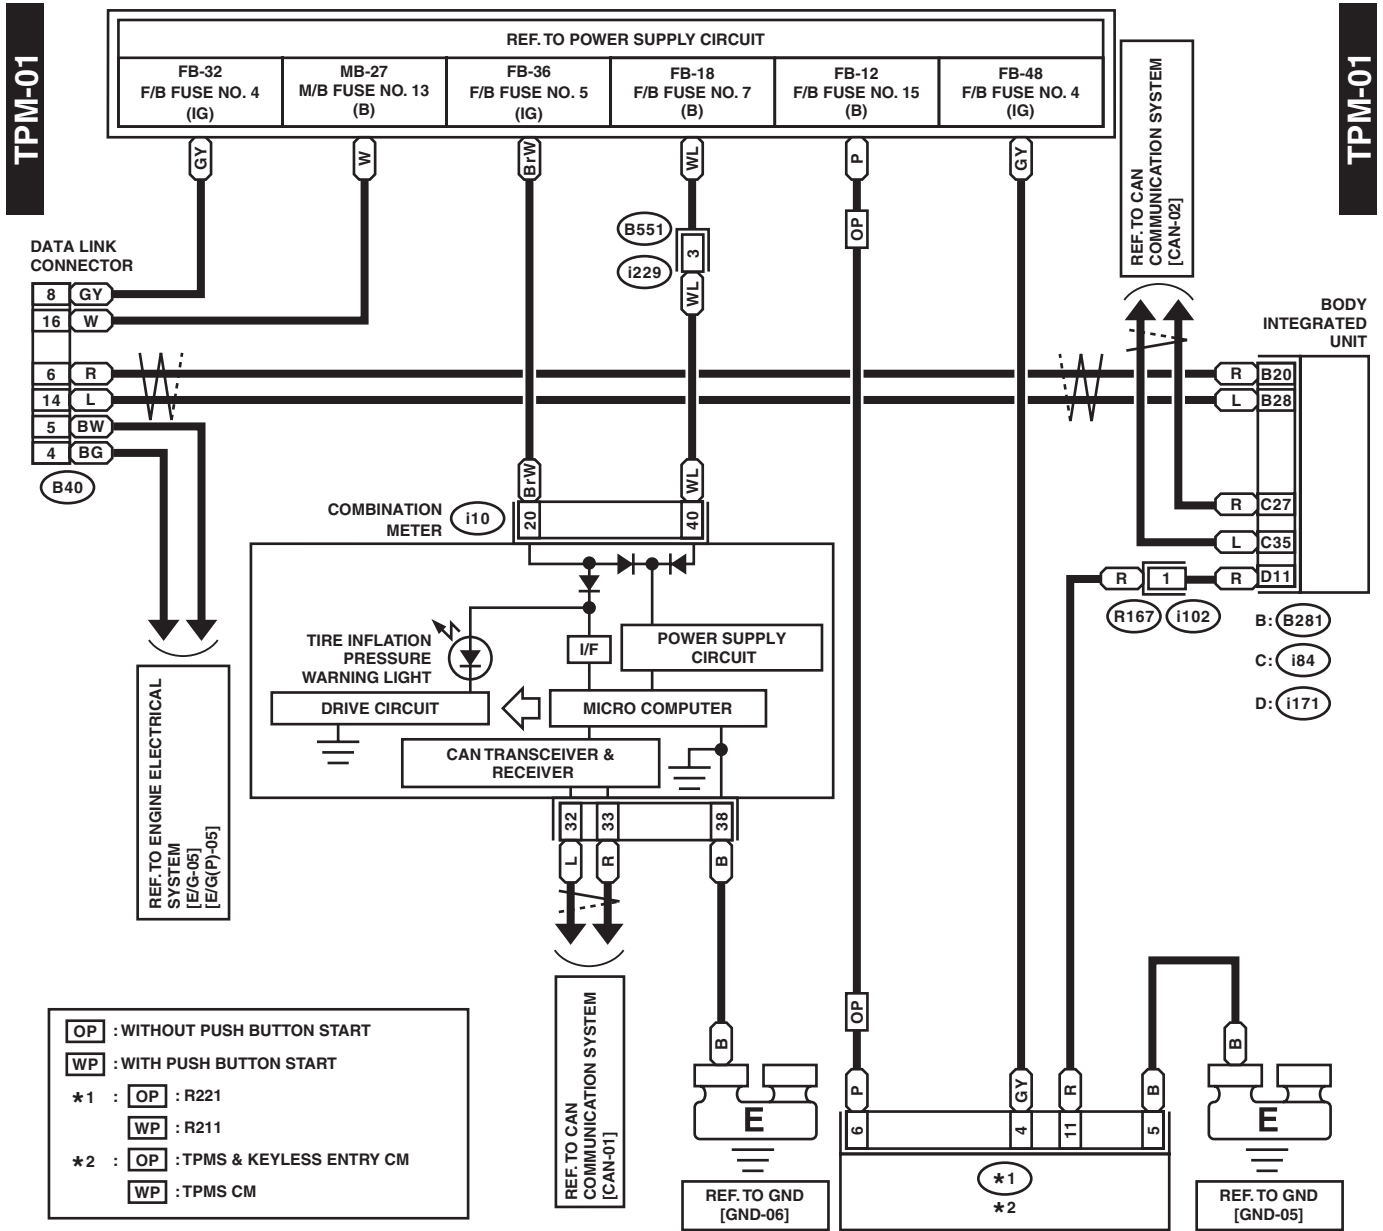 TPM-01
TPM-01
REF. TO POWER SUPPLY CIRCUIT
FB-32
F/B FUSE NO. 4
(IG)
MB-27
M/B FUSE NO. 13
(B)
FB-36
F/B FUSE NO. 5
(IG)
FB-18
F/B FUSE NO. 7
(B)
FB-12
F/B FUSE NO. 15
(B)
FB-48
F/B FUSE NO. 4
(IG)
GY
W
BrW
WL
P
GY
REF. TO CAN
COMMUNICATION SYSTEM
[CAN-02]
OP
B551
3
i229
WL
DATA LINK
CONNECTOR
8 GY
16 W
6 R
14 L
5 BW
4 BG
B40
BODY
INTEGRATED
UNIT
R B20
L B28
R C27
L C35
R 1 R D11
R167 i102
B: B281
C: i84
D: i171
COMBINATION
METER
i10
BrW
20
WL
40
TIRE INFLATION
PRESSURE
WARNING LIGHT
I/F
POWER SUPPLY
CIRCUIT
DRIVE CIRCUIT
MICRO COMPUTER
CAN TRANSCEIVER &
RECEIVER
32
33
38
L
R
B
REF. TO ENGINE ELECTRICAL
SYSTEM
[E/G-05]
[E/G(P)-05]
REF. TO CAN
COMMUNICATION SYSTEM
[CAN-01]
OP : WITHOUT PUSH BUTTON START
WP : WITH PUSH BUTTON START
*1 : OP : R221
WP : R211
*2 : OP : TPMS & KEYLESS ENTRY CM
WP : TPMS CM
B
E
REF. TO GND
[GND-06]
OP
P
GY
R
B
6
4
11
5
*1
*2
B
E
REF. TO GND
[GND-05]